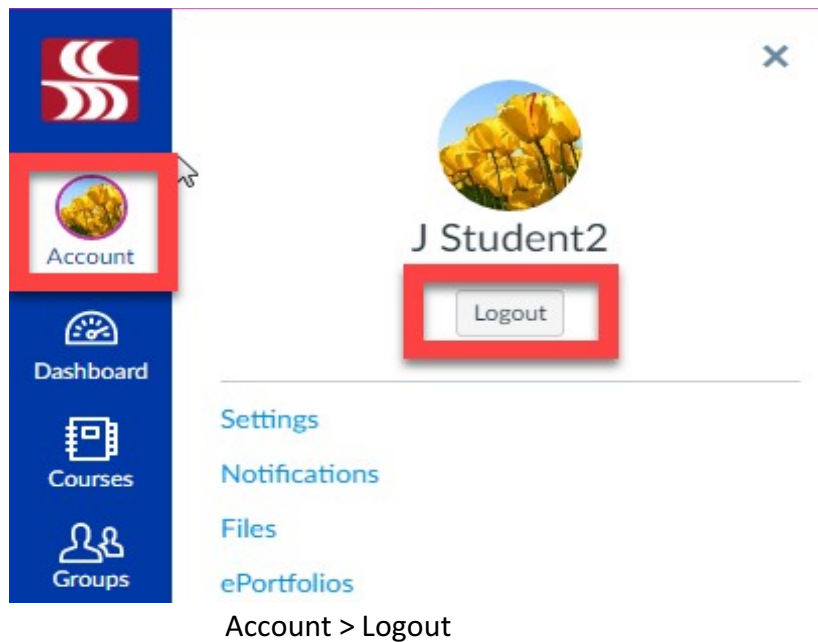 Account
Dashboard
Courses
Groups
J Student2
Logout
Settings
Notifications
Files
ePortfolios
Account > Logout